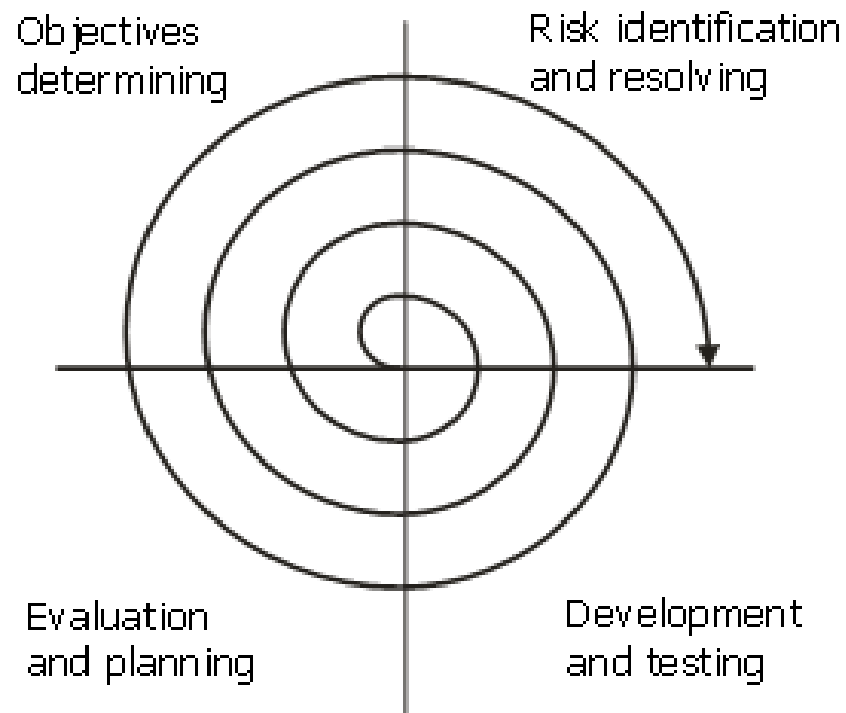 Objectives
determining
Risk identification
and resolving
Evaluation
and planning
Development
and testing